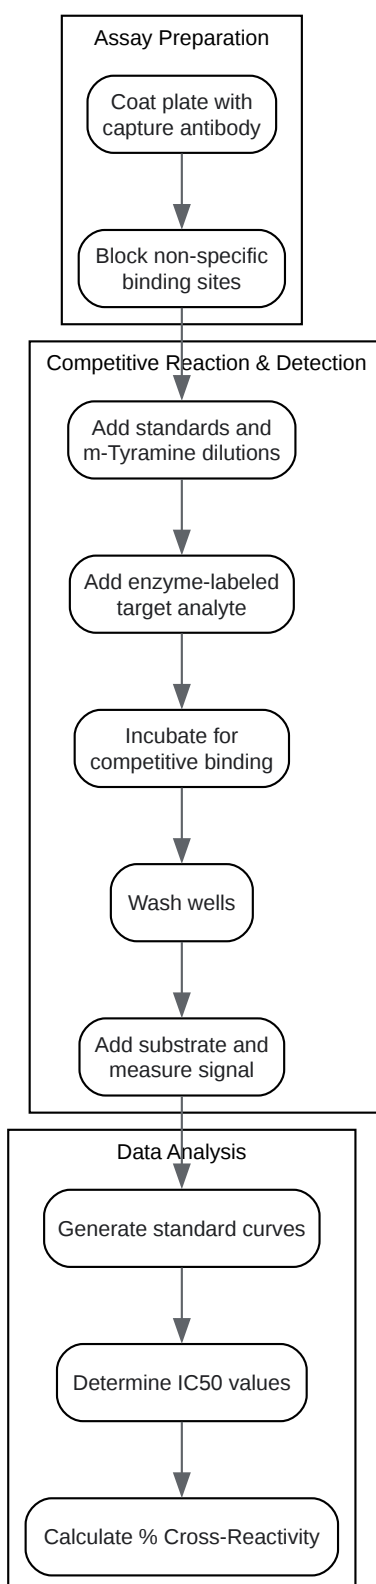 Assay Preparation
Coat plate with
capture antibody
Block non-specific
binding sites
Competitive Reaction & Detection
Add standards and
m-Tyramine dilutions
Add enzyme-labeled
target analyte
Incubate for
competitive binding
Wash wells
Add substrate and
measure signal
Data Analysis
Generate standard curves
Determine IC50 values
Calculate % Cross-Reactivity